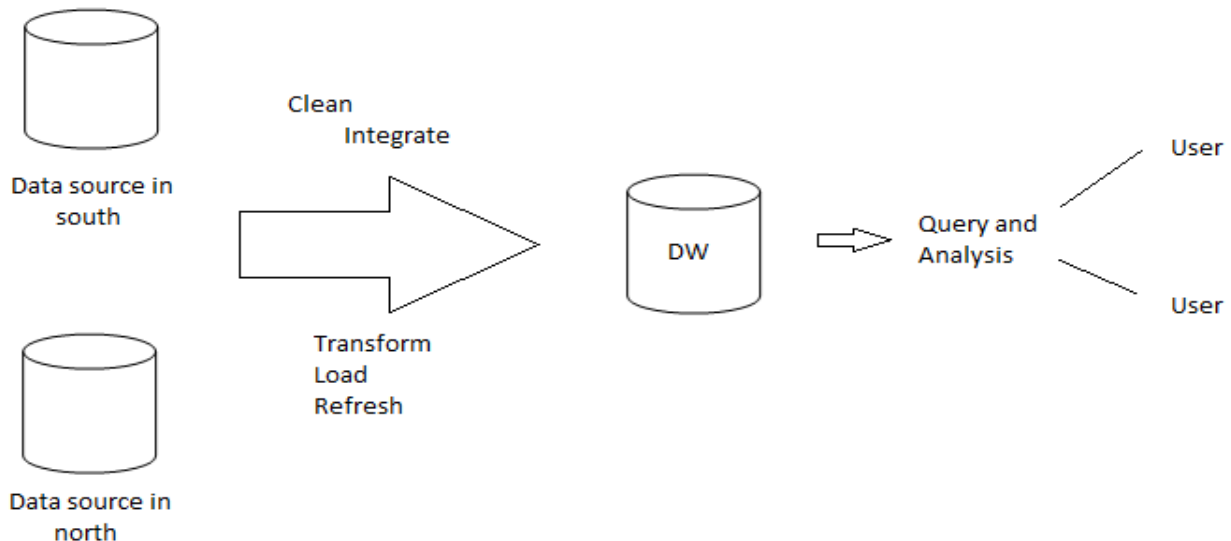 Data source in
south
Clean
Integrate
Transform
Load
Refresh
Data source in
north
DW
Query and
Analysis
User
User